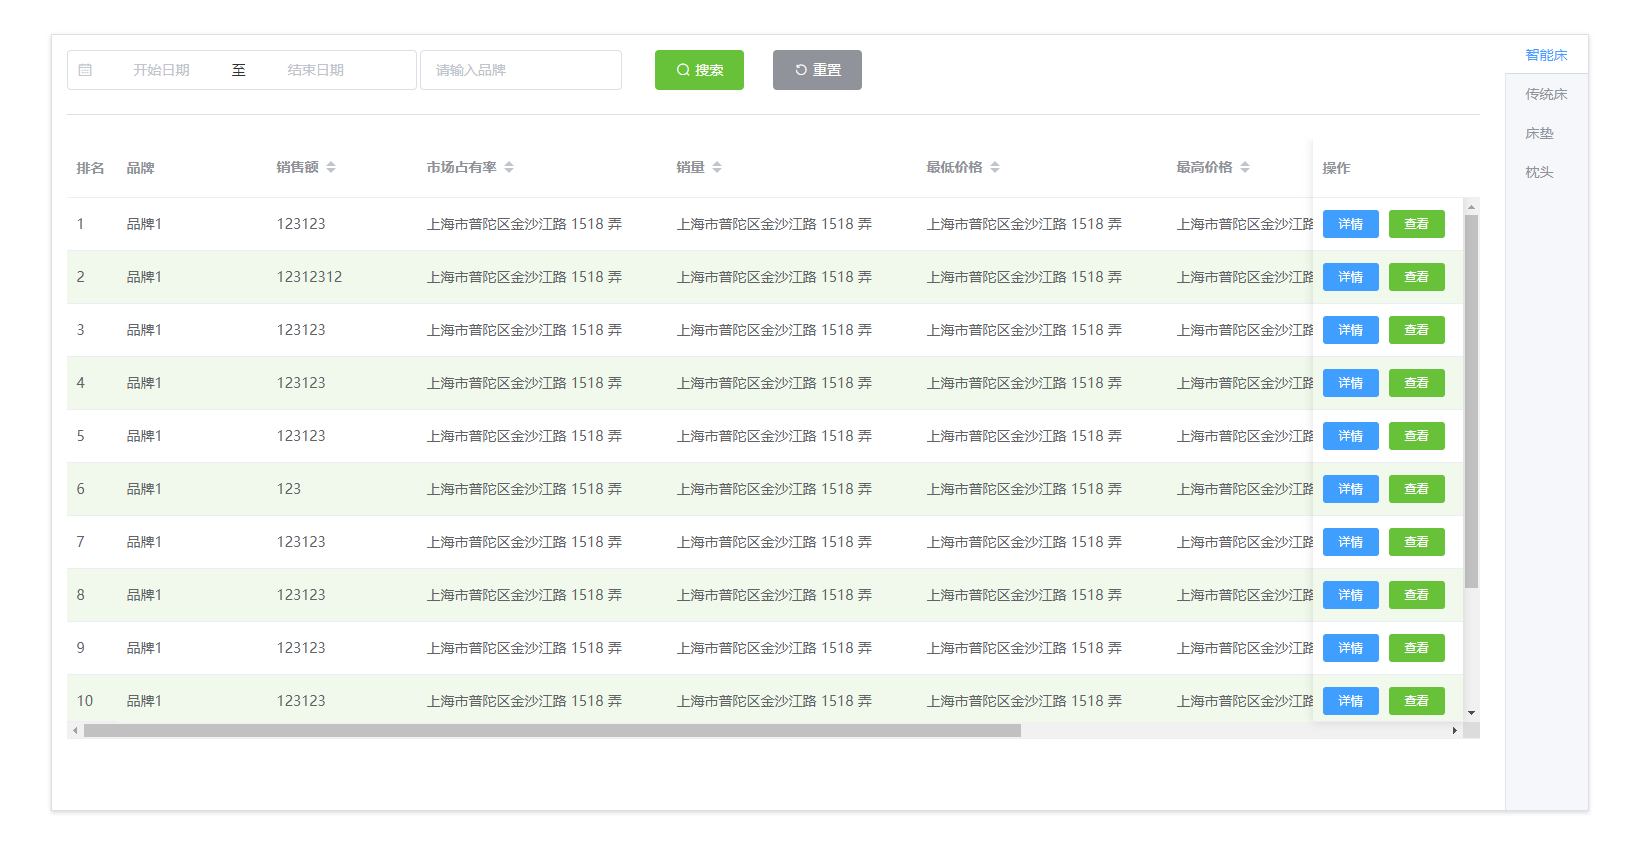 开始日期 至 结束日期 请输入品牌 搜索 重置
智能床
传统床
床垫
枕头
排名 品牌 销售额 市场占有率 销量 最低价格 最高价格 操作
1 品牌1 123123 上海市普陀区金沙江路 1518 弄 上海市普陀区金沙江路 1518 弄 上海市普陀区金沙江路 1518 弄 上海市普陀区金沙江路 详情 查看
2 品牌1 12312312 上海市普陀区金沙江路 1518 弄 上海市普陀区金沙江路 1518 弄 上海市普陀区金沙江路 1518 弄 上海市普陀区金沙江路 详情 查看
3 品牌1 123123 上海市普陀区金沙江路 1518 弄 上海市普陀区金沙江路 1518 弄 上海市普陀区金沙江路 1518 弄 上海市普陀区金沙江路 详情 查看
4 品牌1 123123 上海市普陀区金沙江路 1518 弄 上海市普陀区金沙江路 1518 弄 上海市普陀区金沙江路 1518 弄 上海市普陀区金沙江路 详情 查看
5 品牌1 123123 上海市普陀区金沙江路 1518 弄 上海市普陀区金沙江路 1518 弄 上海市普陀区金沙江路 1518 弄 上海市普陀区金沙江路 详情 查看
6 品牌1 123 上海市普陀区金沙江路 1518 弄 上海市普陀区金沙江路 1518 弄 上海市普陀区金沙江路 1518 弄 上海市普陀区金沙江路 详情 查看
7 品牌1 123123 上海市普陀区金沙江路 1518 弄 上海市普陀区金沙江路 1518 弄 上海市普陀区金沙江路 1518 弄 上海市普陀区金沙江路 详情 查看
8 品牌1 123123 上海市普陀区金沙江路 1518 弄 上海市普陀区金沙江路 1518 弄 上海市普陀区金沙江路 1518 弄 上海市普陀区金沙江路 详情 查看
9 品牌1 123123 上海市普陀区金沙江路 1518 弄 上海市普陀区金沙江路 1518 弄 上海市普陀区金沙江路 1518 弄 上海市普陀区金沙江路 详情 查看
10 品牌1 123123 上海市普陀区金沙江路 1518 弄 上海市普陀区金沙江路 1518 弄 上海市普陀区金沙江路 1518 弄 上海市普陀区金沙江路 详情 查看